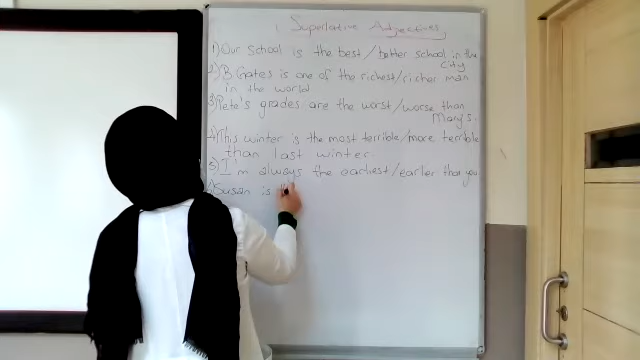 Superlative Adjectives
1) Our school is the best/better school in the
city
2) B Gates is one of the richest/richer man
in the world
3) Pete's grades are the worst/worse than
Mary's.
4) This winter is the most terrible/more terrible
than last winter.
5) I'm always the earliest/earlier than you
Susan is